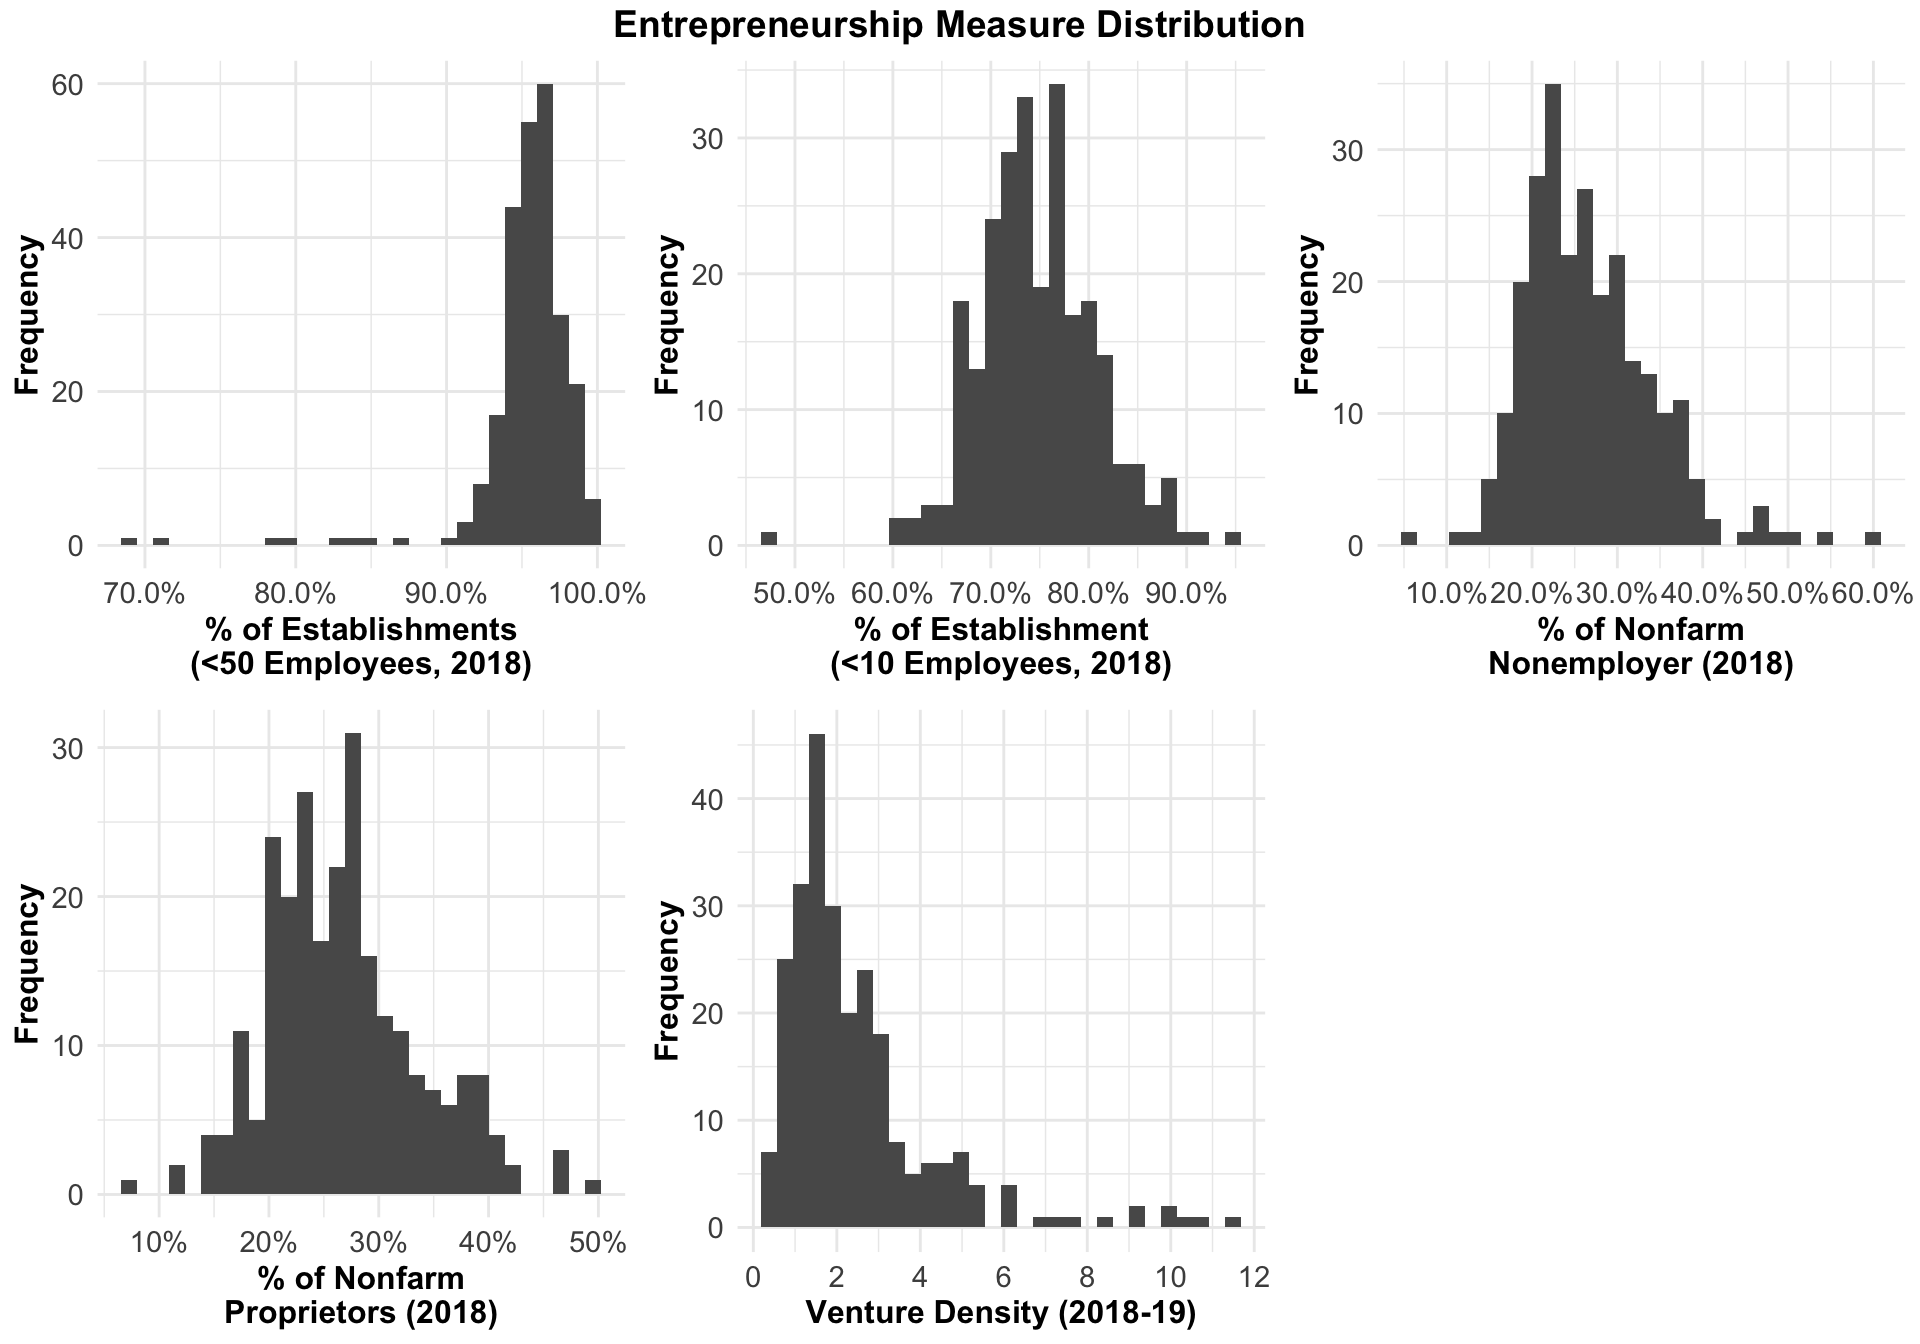 Entrepreneurship Measure Distribution
Frequency
60
40
20
0
70.0% 80.0% 90.0% 100.0%
% of Establishments
(<50 Employees, 2018)
Frequency
30
20
10
0
50.0% 60.0% 70.0% 80.0% 90.0%
% of Establishment
(<10 Employees, 2018)
Frequency
30
20
10
0
10.0% 20.0% 30.0% 40.0% 50.0% 60.0%
% of Nonfarm
Nonemployer (2018)
Frequency
30
20
10
0
10% 20% 30% 40% 50%
% of Nonfarm
Proprietors (2018)
Frequency
40
30
20
10
0
0 2 4 6 8 10 12
Venture Density (2018-19)